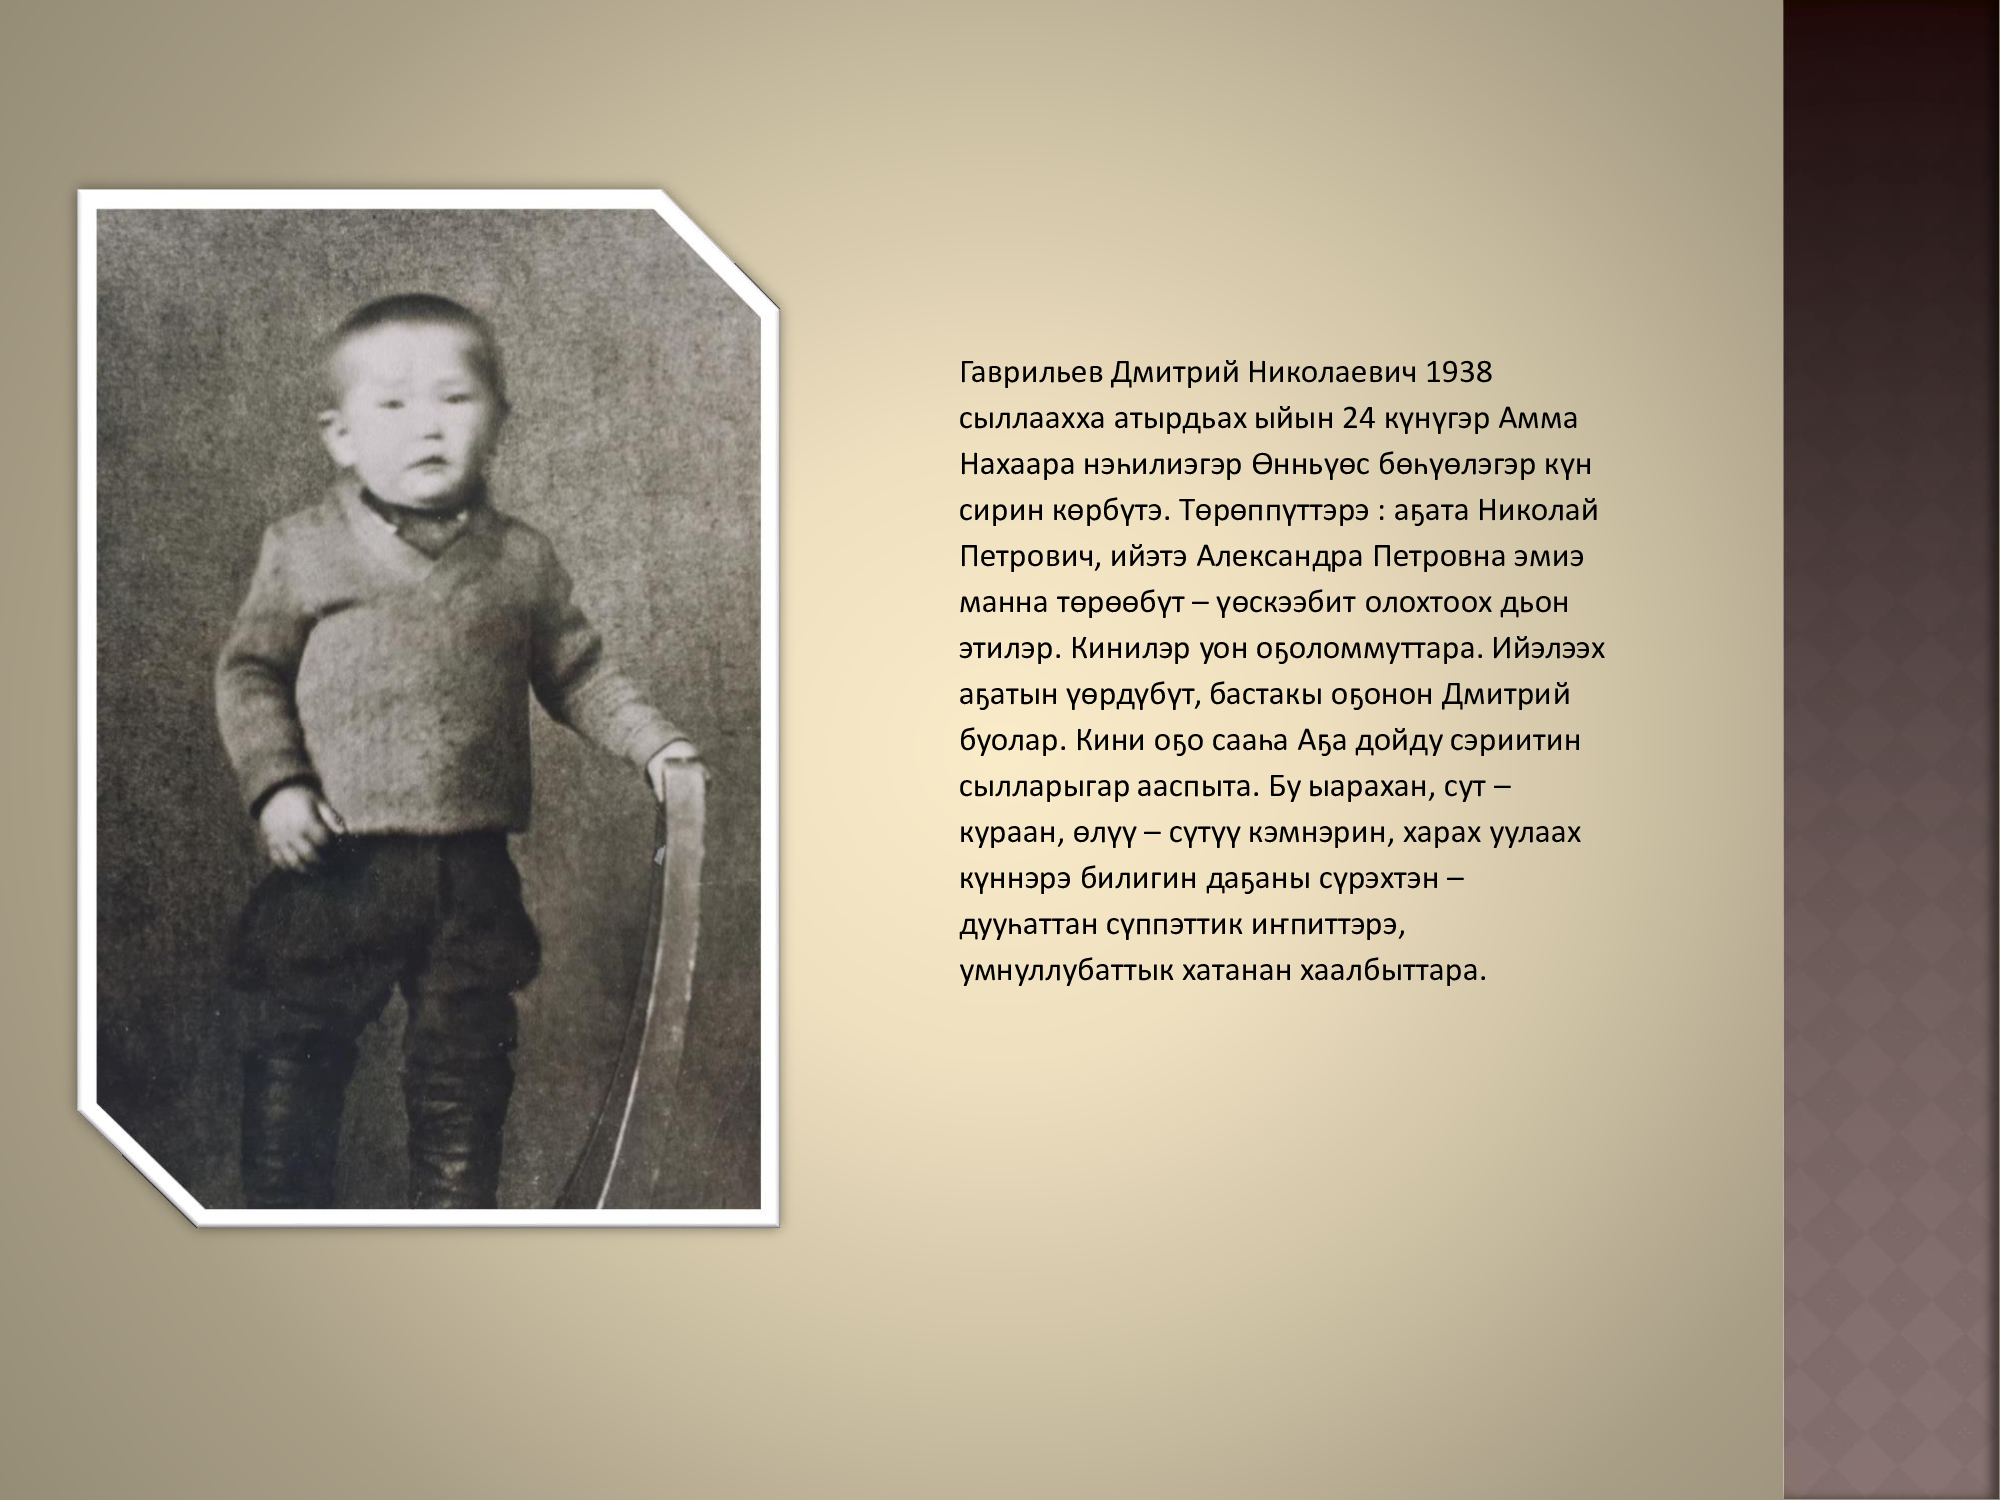 Гаврильев Дмитрий Николаевич 1938
сыллаахха атырдьах ыйын 24 күнүгэр Амма
Нахаара нэһилиэгэр Өнньүөс бөһүөлэгэр күн
сирин көрбүтэ. Төрөппүттэрэ : аҕата Николай
Петрович, ийэтэ Александра Петровна эмиэ
манна төрөөбүт – үөскээбит олохтоох дьон
этилэр. Кинилэр уон оҕоломмуттара. Ийэлээх
аҕатын үөрдүбүт, бастакы оҕонон Дмитрий
буолар. Кини оҕо сааһа Аҕа дойду сэриитин
сылларыгар ааспыта. Бу ыарахан, сут –
кураан, өлүү – сүтүү кэмнэрин, харах уулаах
күннэрэ билигин даҕаны сүрэхтэн –
дууһаттан сүппэттик иҥпиттэрэ,
умнуллубаттык хатанан хаалбыттара.